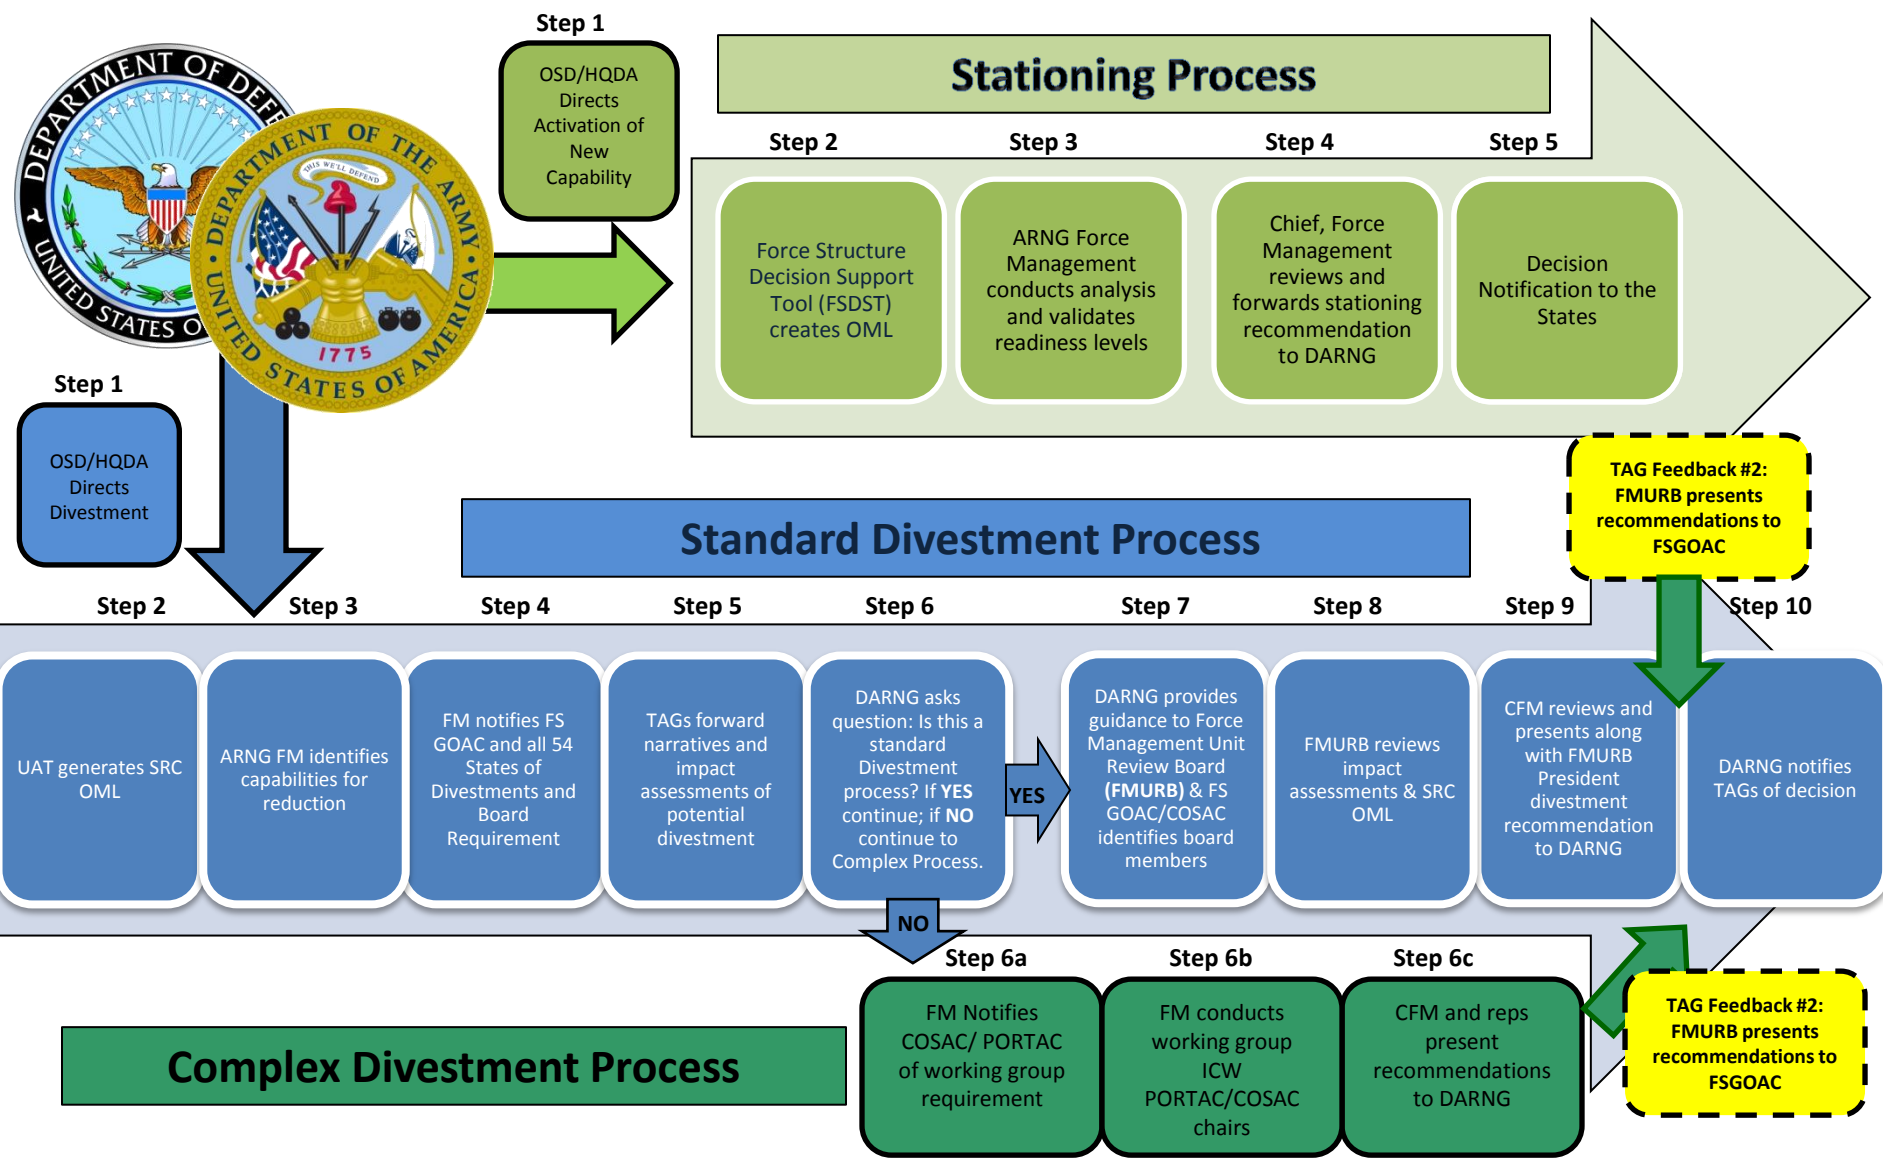 Step 1
OSD/HQDA
Directs
Activation of
New
Capability
DEPARTMENT OF DEFE
UNITED STATES O
DEPARTMENT OF THE ARMY
UNITED STATES OF AMERICA
THIS WE'LL DEFEND
1775
Stationing Process
Step 2
Step 3
Step 4
Step 5
Force Structure
Decision Support
Tool (FSDST)
creates OML
ARNG Force
Management
conducts analysis
and validates
readiness levels
Chief, Force
Management
reviews and
forwards stationing
recommendation
to DARNG
Decision
Notification to the
States
Step 1
OSD/HQDA
Directs
Divestment
Standard Divestment Process
TAG Feedback #2:
FMURB presents
recommendations to
FSGOAC
Step 2
Step 3
Step 4
Step 5
Step 6
Step 7
Step 8
Step 9
Step 10
UAT generates SRC
OML
ARNG FM identifies
capabilities for
reduction
FM notifies FS
GOAC and all 54
States of
Divestments and
Board
Requirement
TAGs forward
narratives and
impact
assessments of
potential
divestment
DARNG asks
question: Is this a
standard
Divestment
process? If YES
continue; if NO
continue to
Complex Process.
YES
DARNG provides
guidance to Force
Management Unit
Review Board
(FMURB) & FS
GOAC/COSAC
identifies board
members
FMURB reviews
impact
assessments & SRC
OML
CFM reviews and
presents along
with FMURB
President
divestment
recommendation
to DARNG
DARNG notifies
TAGs of decision
NO
Step 6a
Step 6b
Step 6c
Complex Divestment Process
FM Notifies
COSAC/ PORTAC
of working group
requirement
FM conducts
working group
ICW
PORTAC/COSAC
chairs
CFM and reps
present
recommendations
to DARNG
TAG Feedback #2:
FMURB presents
recommendations to
FSGOAC